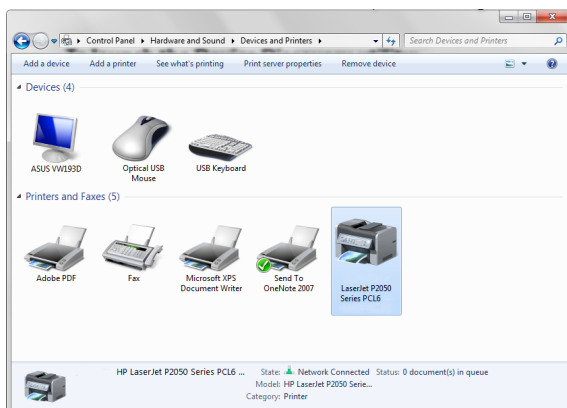 Control Panel Hardware and Sound Devices and Printers
Search Devices and Printers
Add a device Add a printer See what's printing Print server properties Remove device
Devices (4)
ASUS VW193D
Optical USB
Mouse
USB Keyboard
Printers and Faxes (5)
Adobe PDF
Fax
Microsoft XPS
Document Writer
Send To
OneNote 2007
LaserJet P2050
Series PCL6
HP LaserJet P2050 Series PCL6 ... State: Network Connected Status: 0 document(s) in queue
Model: HP LaserJet P2050 Serie...
Category: Printer